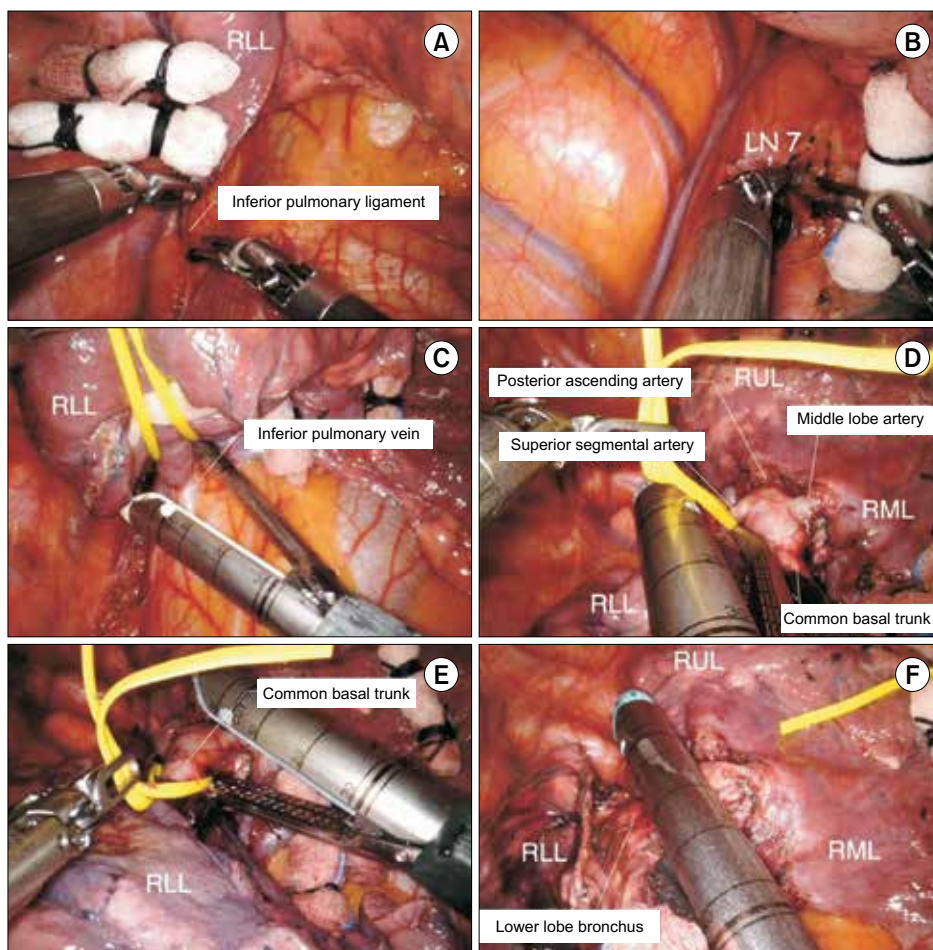 A
RLL
Inferior pulmonary ligament
B
LN 7
C
RLL
Inferior pulmonary vein
D
Posterior ascending artery
RUL
Middle lobe artery
Superior segmental artery
RML
RLL
Common basal trunk
E
Common basal trunk
RLL
F
RUL
RLL
RML
Lower lobe bronchus